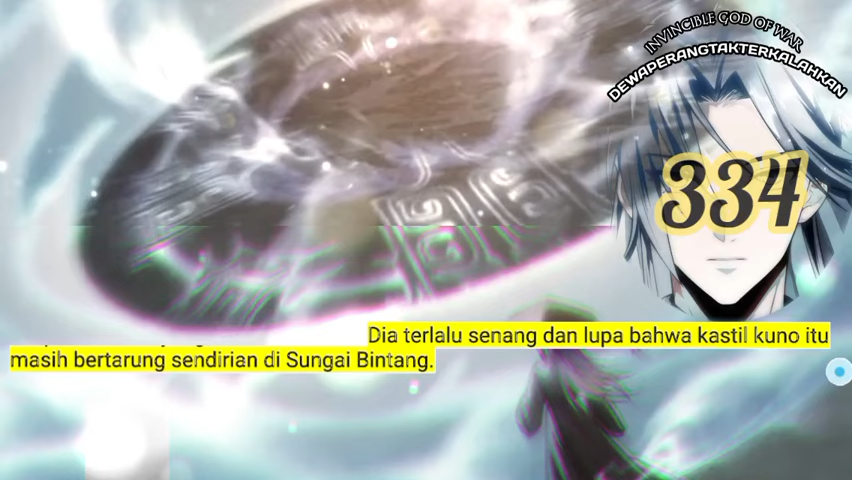 INVINCIBLE GOD OF WAR
DEWAPERANGTAKTERKALAHKAN
334
Dia terlalu senang dan lupa bahwa kastil kuno itu
masih bertarung sendirian di Sungai Bintang.